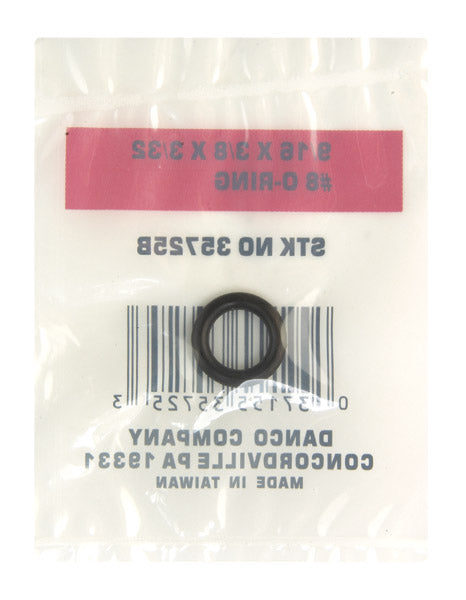 9/16 X 3/8 X 3/32
#8 O-RING
STK NO 35725B
0 37155 35725 3
DANCO COMPANY
CONCORDVILLE PA 19331
MADE IN TAIWAN